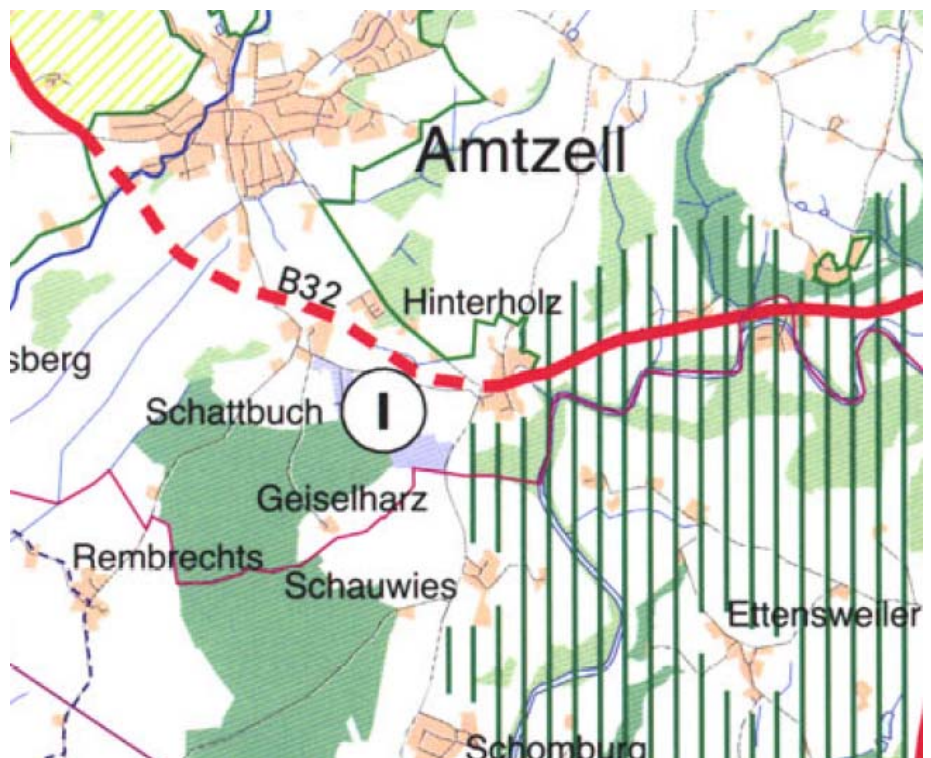 Amtzell
B32
Hinterholz
sberg
I
Schattbuch
Geiselharz
Rembrechts
Schauwies
Ettensweiler
Schomburg